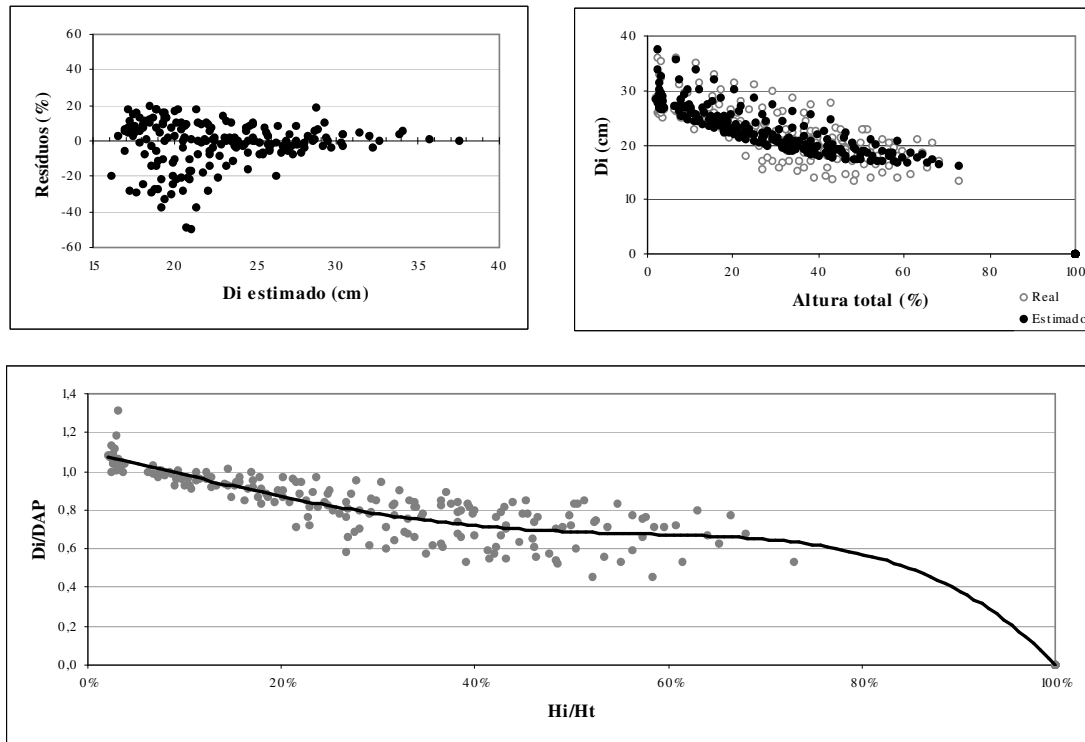 60
40
20
0
-20
-40
-60
15 20 25 30 35 40
Resíduos (%)
Di estimado (cm)
40
30
20
10
0
0 20 40 60 80 100
Di (cm)
Altura total (%)
Real
Estimado
1,4
1,2
1,0
0,8
0,6
0,4
0,2
0,0
0% 20% 40% 60% 80% 100%
Di/DAP
Hi/Ht